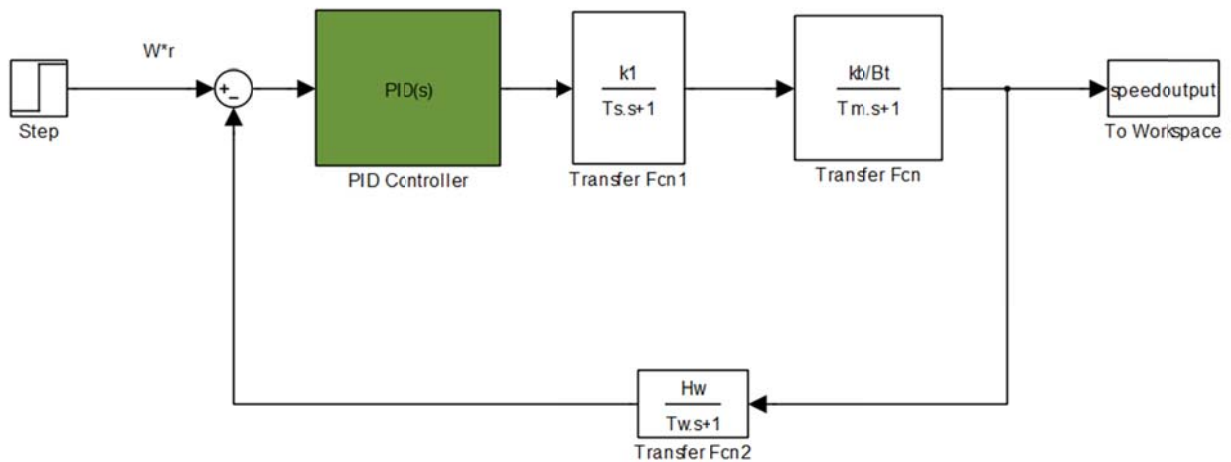 W*r
+
−
Step
PID(s)
PID Controller
k1
Ts.s+1
Transfer Fcn1
kb/Bt
Tm.s+1
Transfer Fcn
speedoutput
To Workspace
Hw
Tw.s+1
Transfer Fcn2